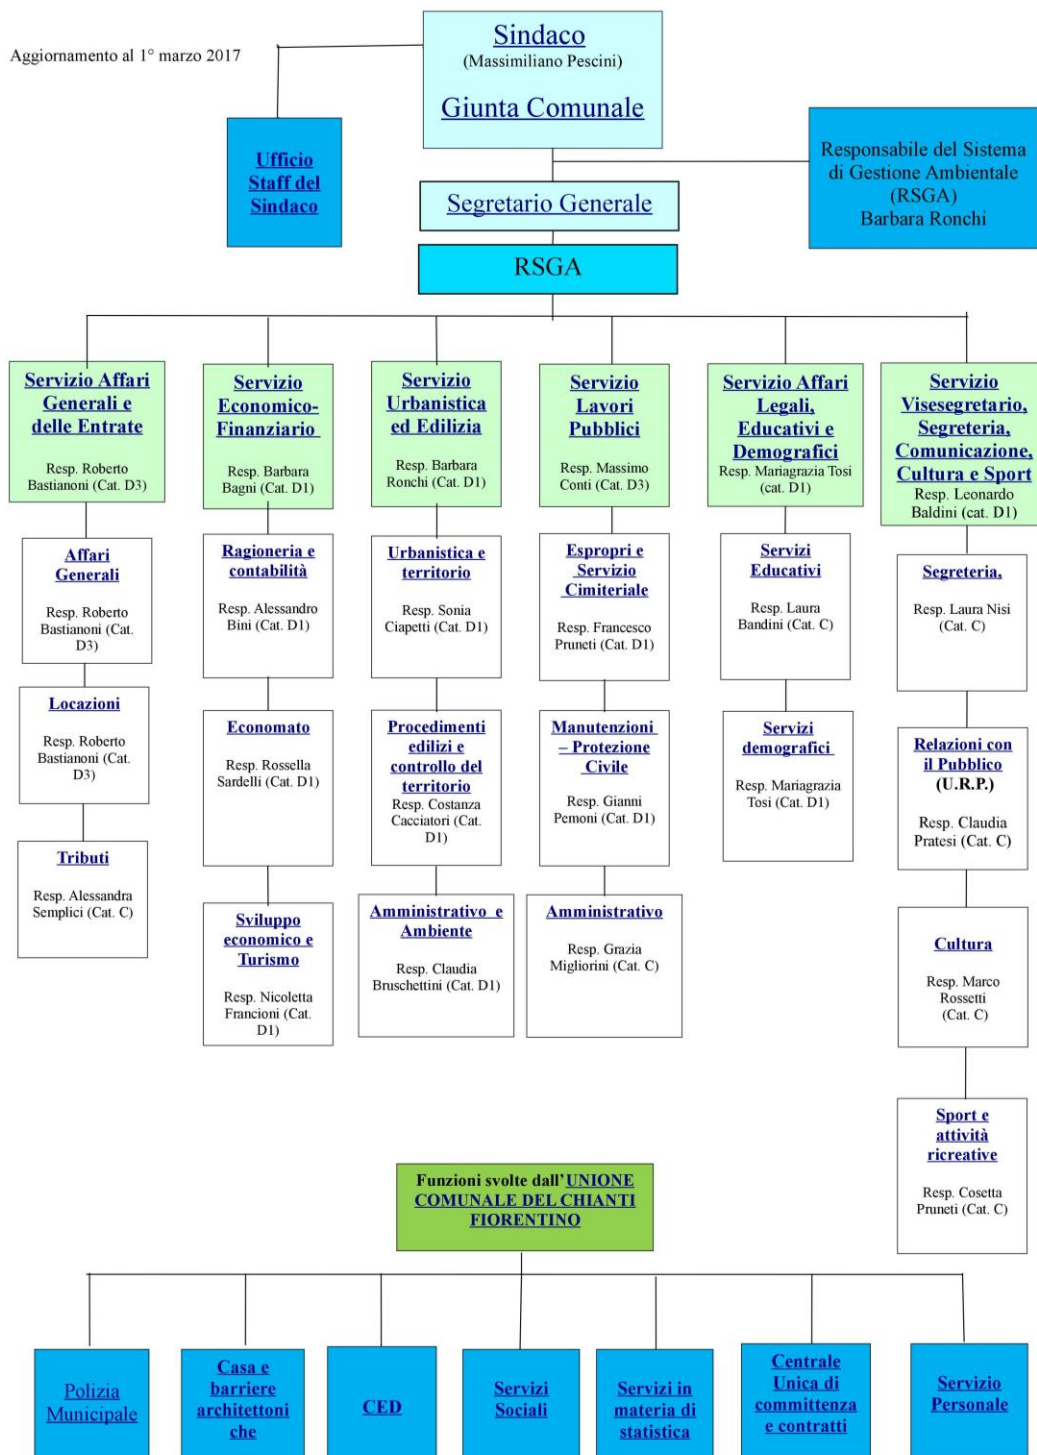 Aggiornamento al 1° marzo 2017
Sindaco
(Massimiliano Pescini)
Giunta Comunale
Ufficio
Staff del
Sindaco
Responsabile del Sistema
di Gestione Ambientale
(RSGA)
Barbara Ronchi
Segretario Generale
RSGA
Servizio Affari
Generali e
delle Entrate
Resp. Roberto
Bastianoni (Cat. D3)
Servizio
Economico-
Finanziario
Resp. Barbara
Bagni (Cat. D1)
Servizio
Urbanistica
ed Edilizia
Resp. Barbara
Ronchi (Cat. D1)
Servizio
Lavori
Pubblici
Resp. Massimo
Conti (Cat. D3)
Servizio Affari
Legali,
Educativi e
Demografici
Resp. Mariagrazia Tosi
(cat. D1)
Servizio
Visesegretario,
Segreteria,
Comunicazione,
Cultura e Sport
Resp. Leonardo
Baldini (cat. D1)
Affari
Generali
Resp. Roberto
Bastianoni (Cat.
D3)
Locazioni
Resp. Roberto
Bastianoni (Cat.
D3)
Tributi
Resp. Alessandra
Semplici (Cat. C)
Ragioneria e
contabilità
Resp. Alessandro
Bini (Cat. D1)
Economato
Resp. Rossella
Sardelli (Cat. D1)
Sviluppo
economico e
Turismo
Resp. Nicoletta
Francioni (Cat.
D1)
Urbanistica e
territorio
Resp. Sonia
Ciapetti (Cat. D1)
Procedimenti
edilizi e
controllo del
territorio
Resp. Costanza
Cacciatori (Cat.
D1)
Amministrativo e
Ambiente
Resp. Claudia
Bruschettini (Cat. D1)
Espropri e
Servizio
Cimiteriale
Resp. Francesco
Pruneti (Cat. D1)
Manutenzioni
– Protezione
Civile
Resp. Gianni
Pemoni (Cat. D1)
Amministrativo
Resp. Grazia
Migliorini (Cat. C)
Servizi
Educativi
Resp. Laura
Bandini (Cat. C)
Servizi
demografici
Resp. Mariagrazia
Tosi (Cat. D1)
Segreteria,
Resp. Laura Nisi
(Cat. C)
Relazioni con
il Pubblico
(U.R.P.)
Resp. Claudia
Pratesi (Cat. C)
Cultura
Resp. Marco
Rossetti
(Cat. C)
Sport e
attività
ricreative
Resp. Cosetta
Pruneti (Cat. C)
Funzioni svolte dall'UNIONE
COMUNALE DEL CHIANTI
FIORENTINO
Polizia
Municipale
Casa e
barriere
architettoni
che
CED
Servizi
Sociali
Servizi in
materia di
statistica
Centrale
Unica di
committenza
e contratti
Servizio
Personale